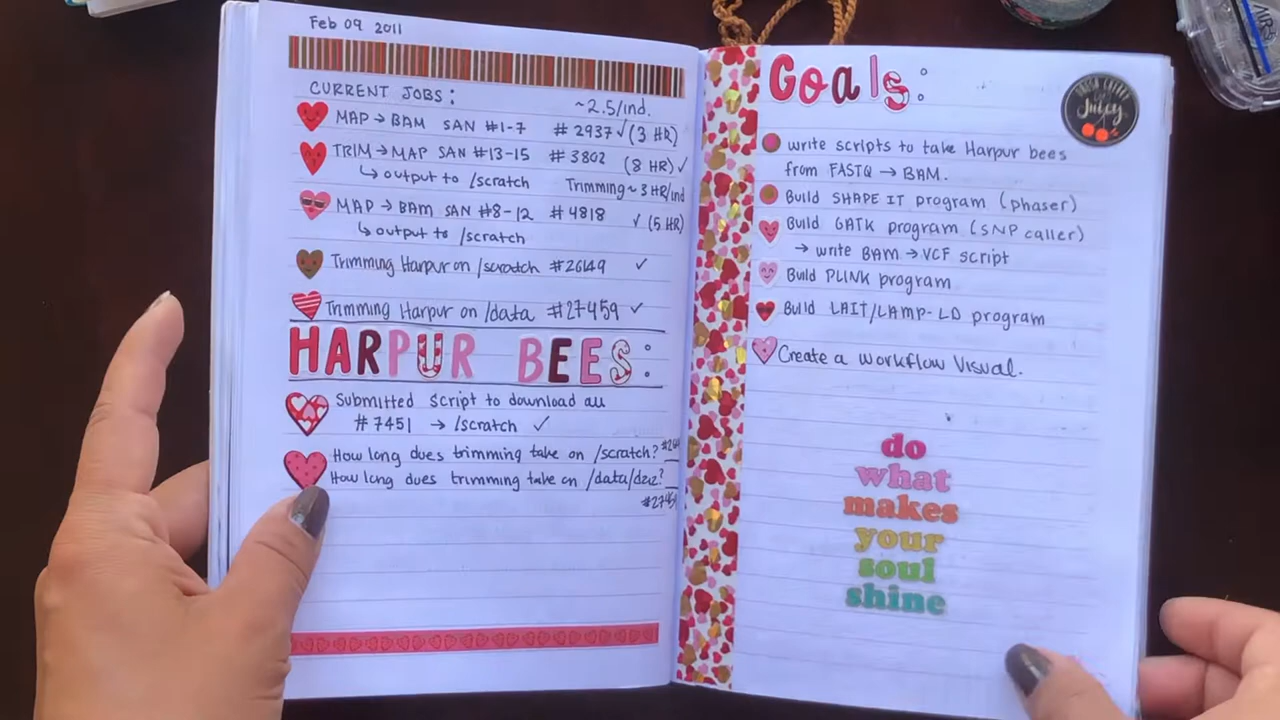 Feb 09 2011
CURRENT JOBS:
~2.5/ind.
MAP → BAM SAN #1-7 #2937 ✓ (3 HR)
TRIM → MAP SAN #13-15 #3802 (8 HR) ✓
↳ output to /scratch Trimming ~ 3 HR/ind
MAP → BAM SAN #8-12 #4818 ✓ (5 HR)
↳ output to /scratch
Trimming Harpur on /scratch #26149 ✓
Trimming Harpur on /data #27459 ✓
HARPUR BEES:
Submitted script to download all
#7451 → /scratch ✓
How long does trimming take on /scratch?
How long does trimming take on /data/dez?
Goals:
Juicy
write scripts to take Harpur bees
from FASTQ → BAM.
Build SHAPE IT program (phaser)
Build GATK program (SNP caller)
→ write BAM → VCF script
Build PLINK program
Build LAIT/LAMP-LD program
Create a Workflow Visual.
do
what
makes
your
soul
shine